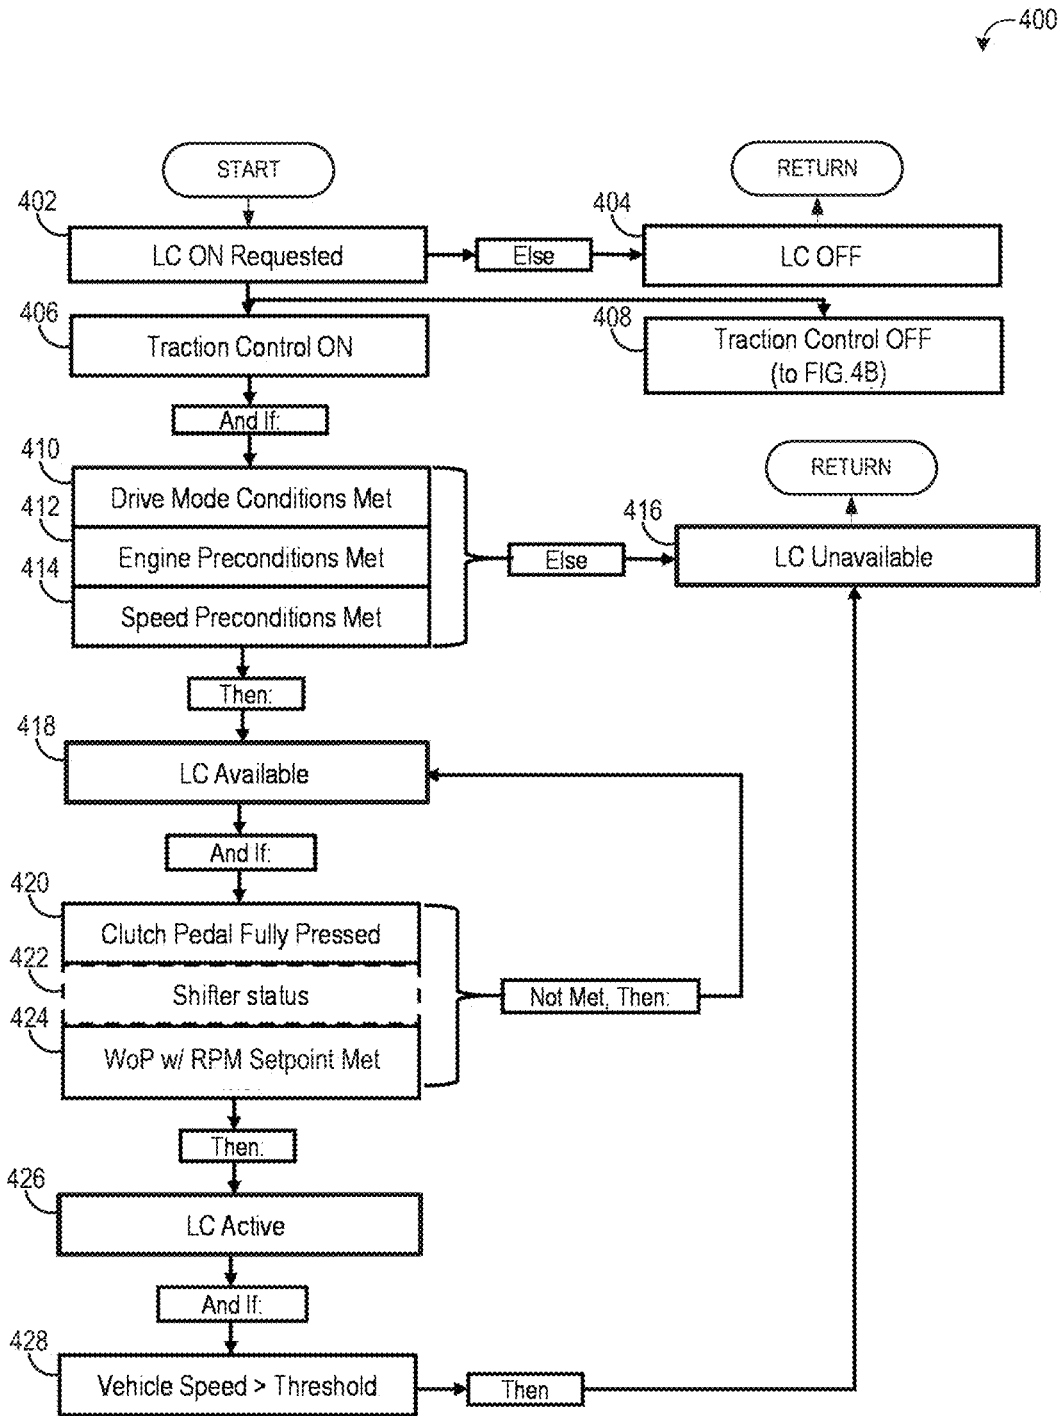 400
START
RETURN
402
404
LC ON Requested
Else
LC OFF
406
408
Traction Control ON
Traction Control OFF
(to FIG.4B)
And If:
410
Drive Mode Conditions Met
RETURN
412
416
Engine Preconditions Met
Else
LC Unavailable
414
Speed Preconditions Met
Then:
418
LC Available
And If:
420
Clutch Pedal Fully Pressed
422
Shifter status
Not Met, Then:
424
WoP w/ RPM Setpoint Met
Then:
426
LC Active
And If:
428
Vehicle Speed > Threshold
Then